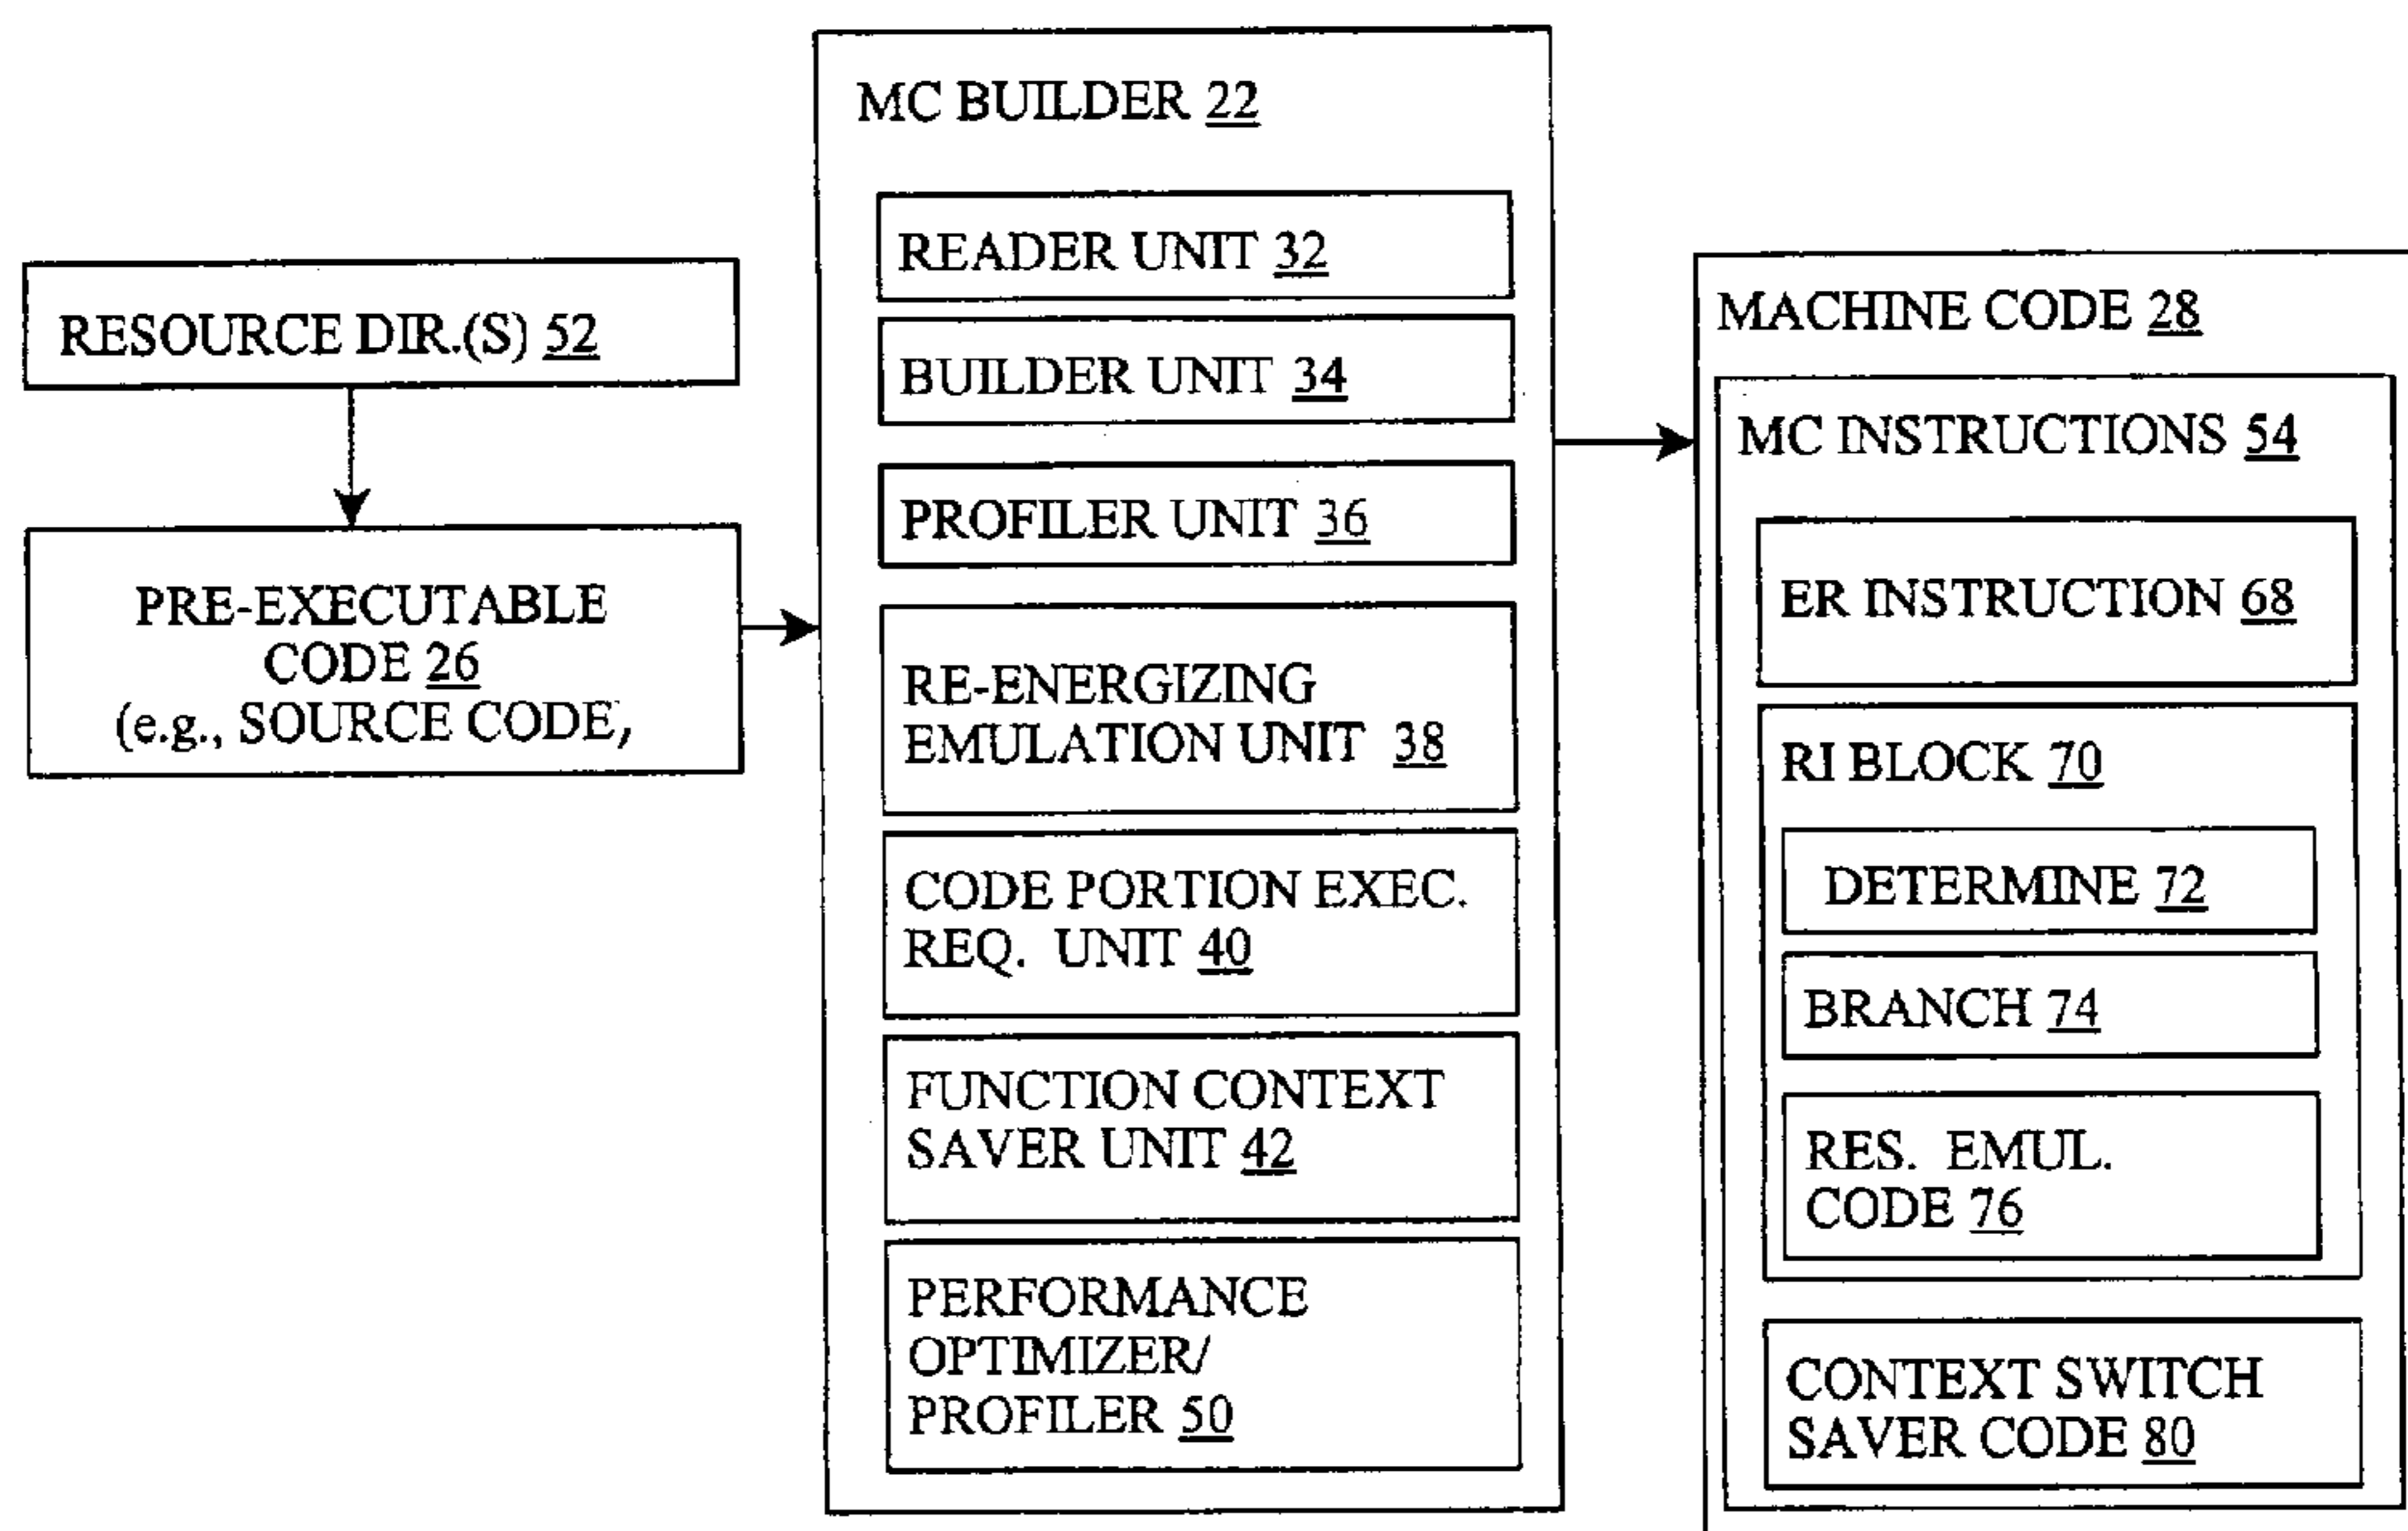 RESOURCE DIR.(S) 52
PRE-EXECUTABLE
CODE 26
(e.g., SOURCE CODE,
MC BUILDER 22
READER UNIT 32
BUILDER UNIT 34
PROFILER UNIT 36
RE-ENERGIZING
EMULATION UNIT 38
CODE PORTION EXEC.
REQ. UNIT 40
FUNCTION CONTEXT
SAVER UNIT 42
PERFORMANCE
OPTIMIZER/
PROFILER 50
MACHINE CODE 28
MC INSTRUCTIONS 54
ER INSTRUCTION 68
RI BLOCK 70
DETERMINE 72
BRANCH 74
RES. EMUL.
CODE 76
CONTEXT SWITCH
SAVER CODE 80